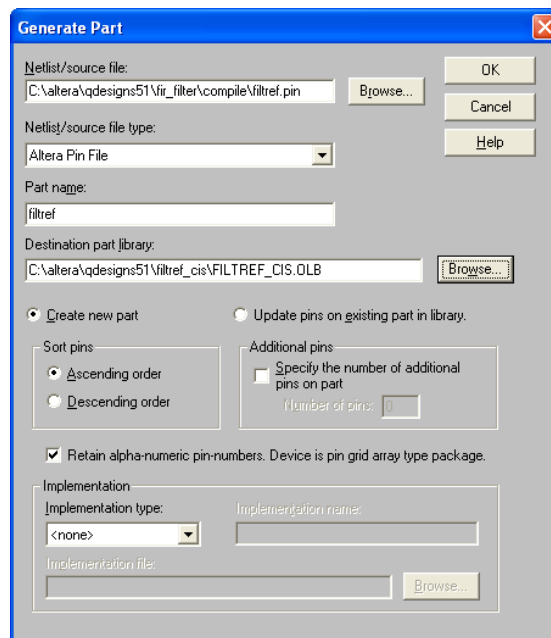 Generate Part
Netlist/source file:
C:\altera\qdesigns51\fir_filter\compile\filtref.pin
Browse...
OK
Cancel
Help
Netlist/source file type:
Altera Pin File
Part name:
filtref
Destination part library:
C:\altera\qdesigns51\filtref_cis\FILTREF_CIS.OLB
Browse...
Create new part
Update pins on existing part in library.
Sort pins
Ascending order
Descending order
Additional pins
Specify the number of additional
pins on part
Number of pins: 0
Retain alpha-numeric pin-numbers. Device is pin grid array type package.
Implementation
Implementation type:
<none>
Implementation name:
Implementation file:
Browse...